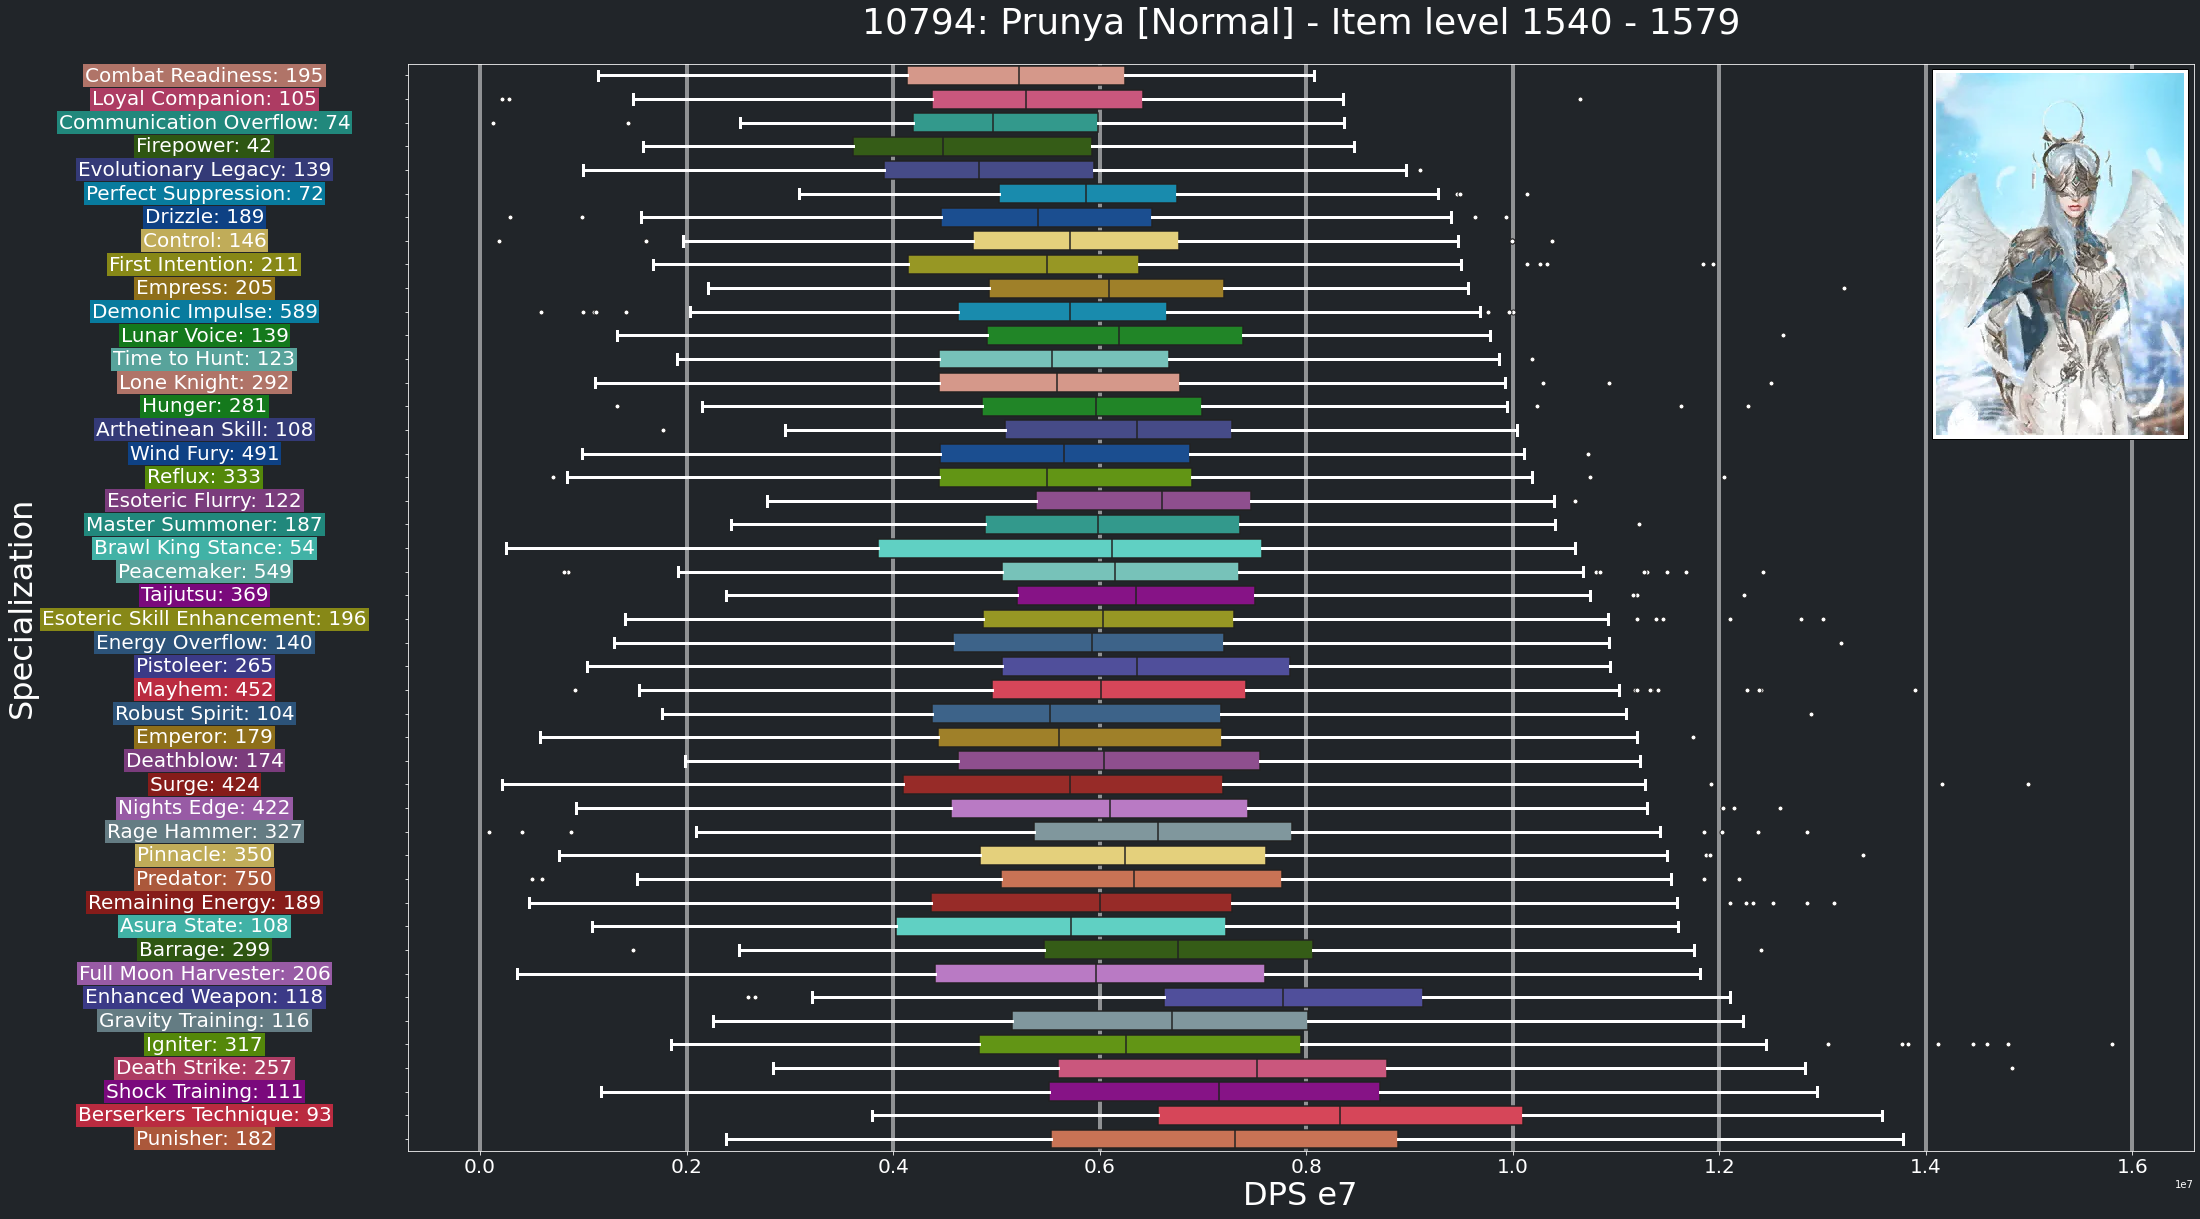 10794: Prunya [Normal] - Item level 1540 - 1579
Combat Readiness: 195
Loyal Companion: 105
Communication Overflow: 74
Firepower: 42
Evolutionary Legacy: 139
Perfect Suppression: 72
Drizzle: 189
Control: 146
First Intention: 211
Empress: 205
Demonic Impulse: 589
Lunar Voice: 139
Time to Hunt: 123
Lone Knight: 292
Hunger: 281
Arthetinean Skill: 108
Wind Fury: 491
Reflux: 333
Esoteric Flurry: 122
Master Summoner: 187
Brawl King Stance: 54
Peacemaker: 549
Taijutsu: 369
Esoteric Skill Enhancement: 196
Energy Overflow: 140
Pistoleer: 265
Mayhem: 452
Robust Spirit: 104
Emperor: 179
Deathblow: 174
Surge: 424
Nights Edge: 422
Rage Hammer: 327
Pinnacle: 350
Predator: 750
Remaining Energy: 189
Asura State: 108
Barrage: 299
Full Moon Harvester: 206
Enhanced Weapon: 118
Gravity Training: 116
Igniter: 317
Death Strike: 257
Shock Training: 111
Berserkers Technique: 93
Punisher: 182
Specialization
0.0 0.2 0.4 0.6 0.8 1.0 1.2 1.4 1.6
DPS e7
1e7